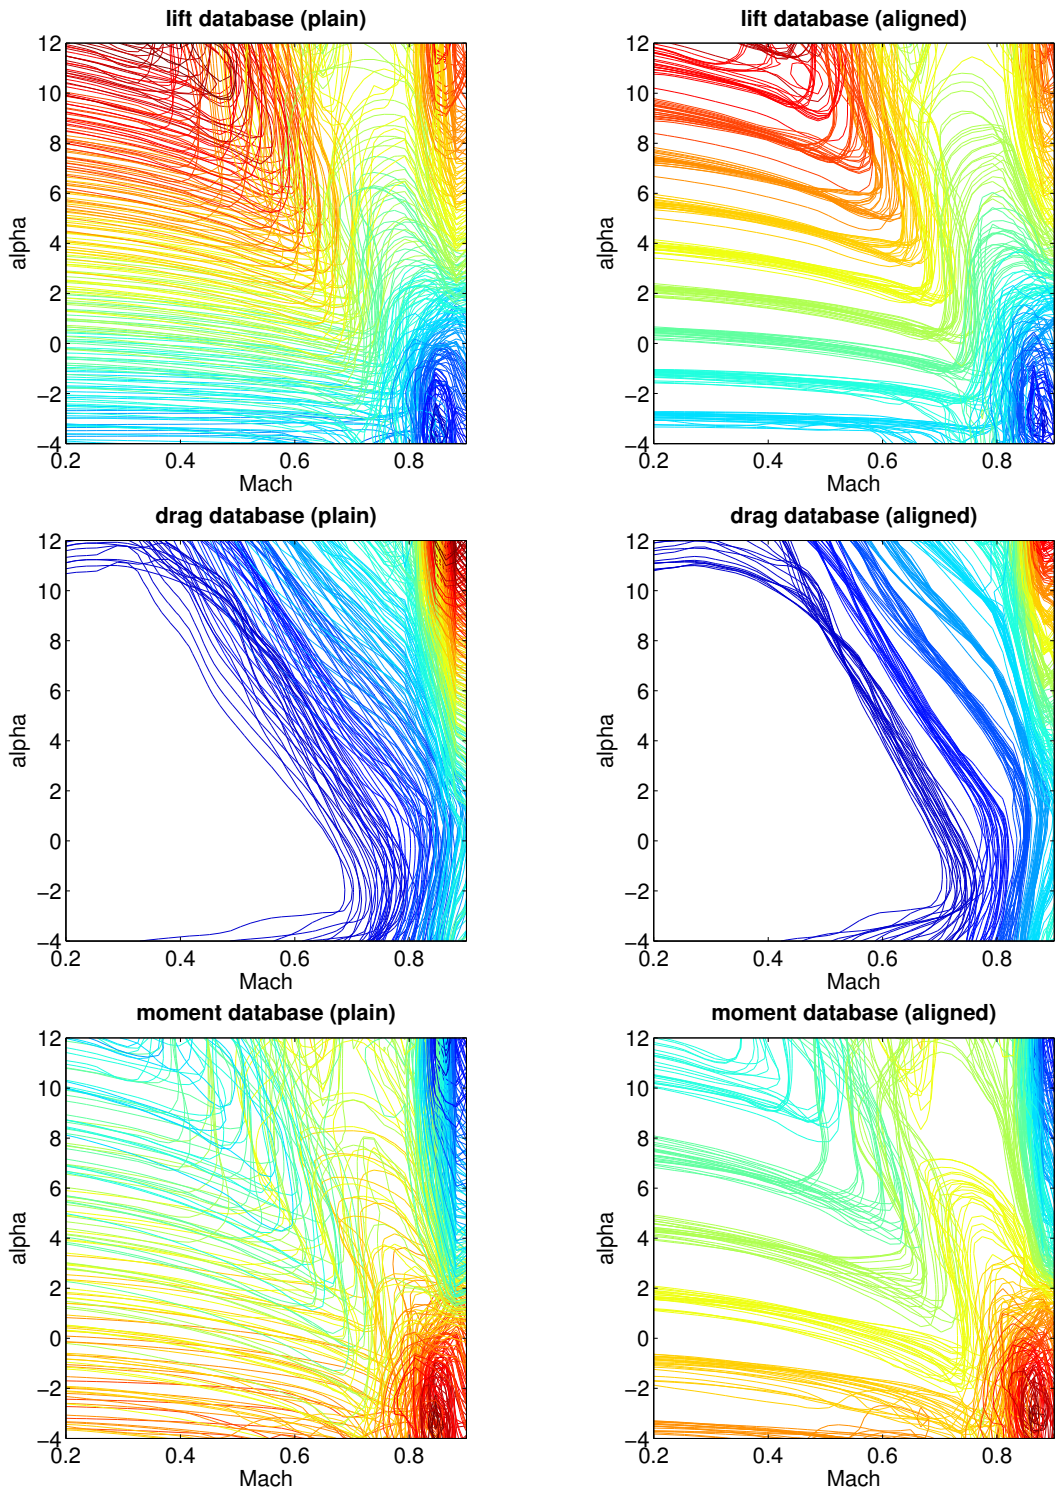 lift database (plain)
12
10
8
6
4
2
0
−2
−4
alpha
0.2 0.4 0.6 0.8
Mach
lift database (aligned)
12
10
8
6
4
2
0
−2
−4
alpha
0.2 0.4 0.6 0.8
Mach
drag database (plain)
12
10
8
6
4
2
0
−2
−4
alpha
0.2 0.4 0.6 0.8
Mach
drag database (aligned)
12
10
8
6
4
2
0
−2
−4
alpha
0.2 0.4 0.6 0.8
Mach
moment database (plain)
12
10
8
6
4
2
0
−2
−4
alpha
0.2 0.4 0.6 0.8
Mach
moment database (aligned)
12
10
8
6
4
2
0
−2
−4
alpha
0.2 0.4 0.6 0.8
Mach